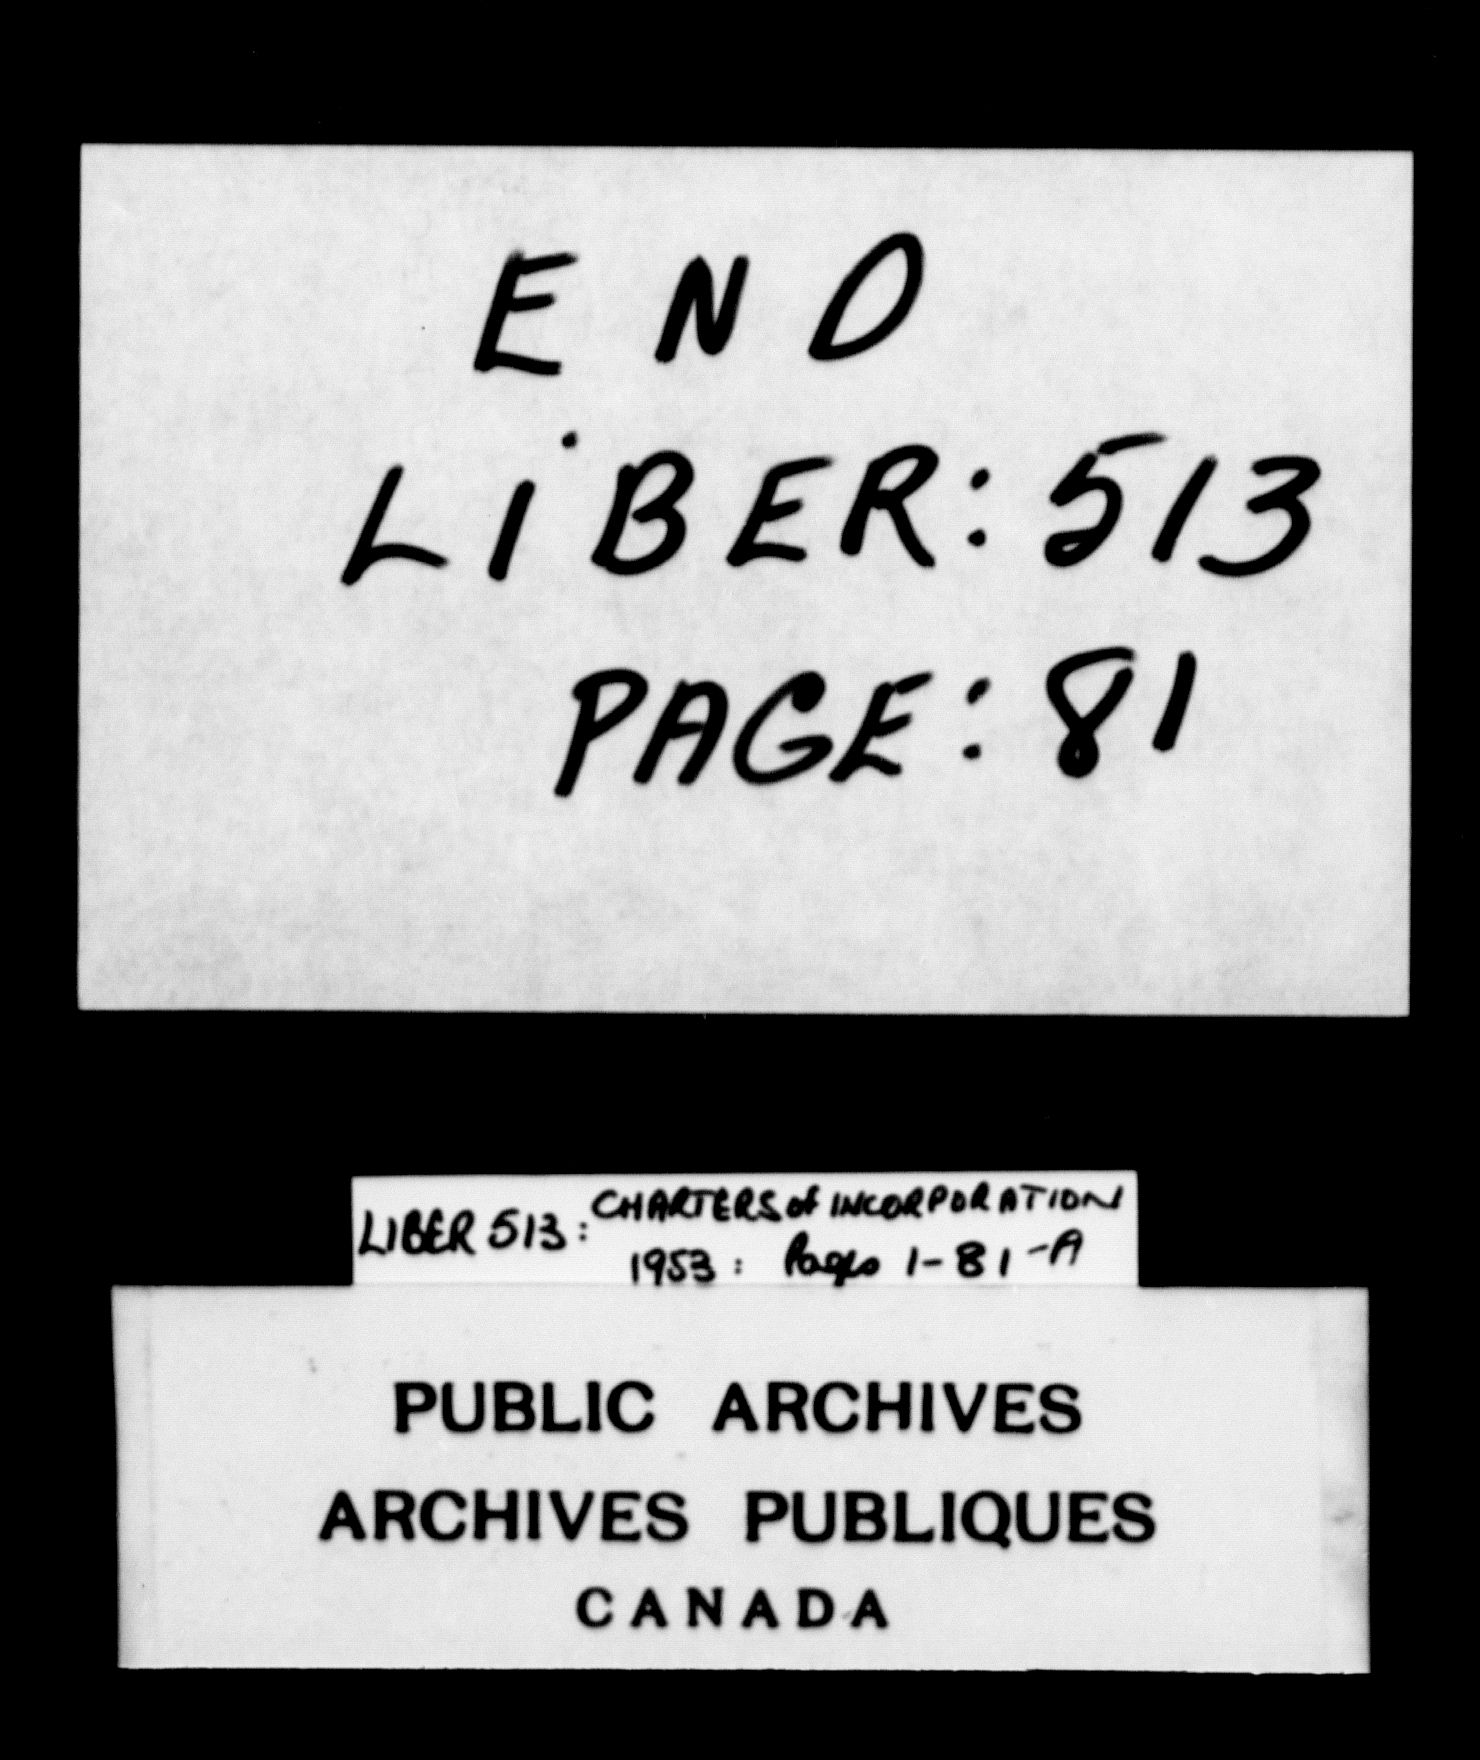 END
LIBER: 513
PAGE: 81
LIBER 513: CHARTERS of INCORPORATION
1953: Pages 1-81-A
PUBLIC ARCHIVES
ARCHIVES PUBLIQUES
CANADA